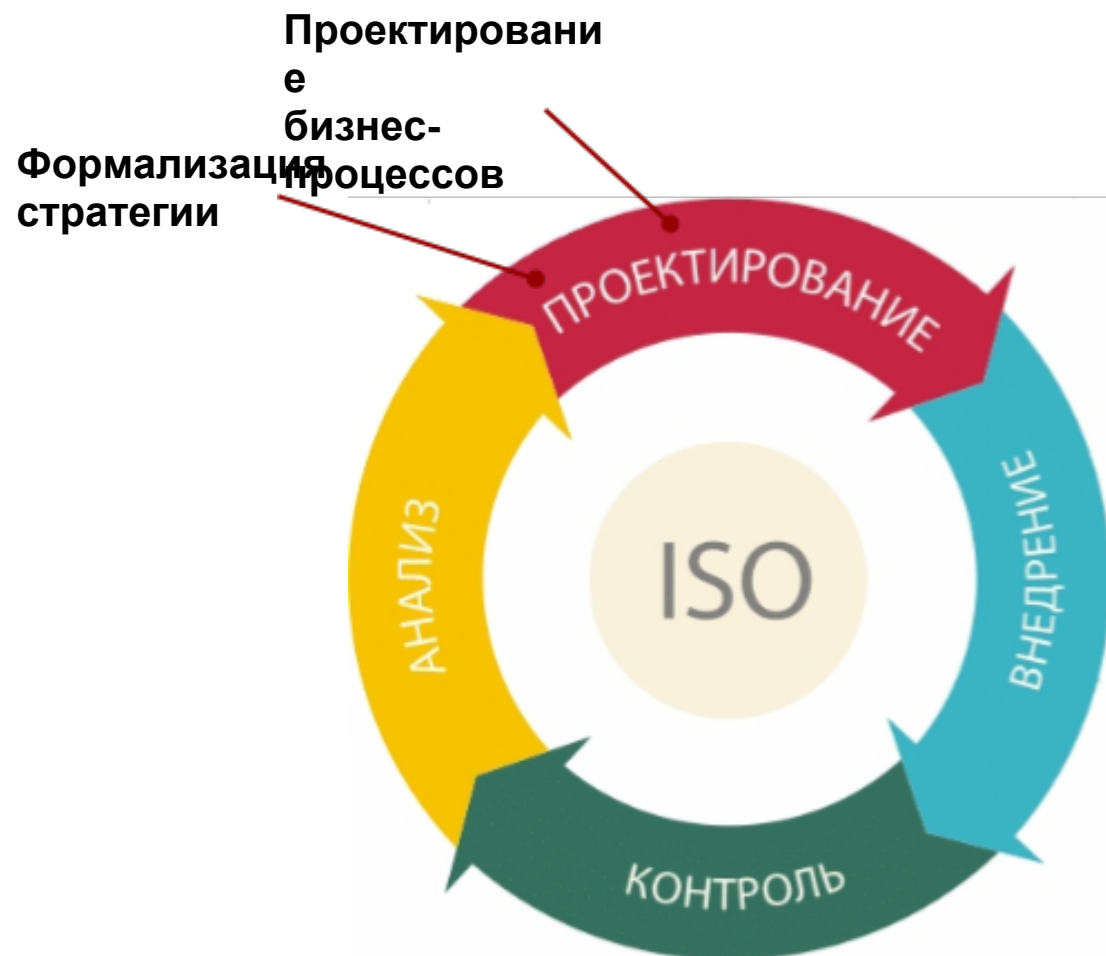 Проектировани
е
бизнес-
процессов
Формализация
стратегии
ПРОЕКТИРОВАНИЕ
ВНЕДРЕНИЕ
КОНТРОЛЬ
АНАЛИЗ
ISO